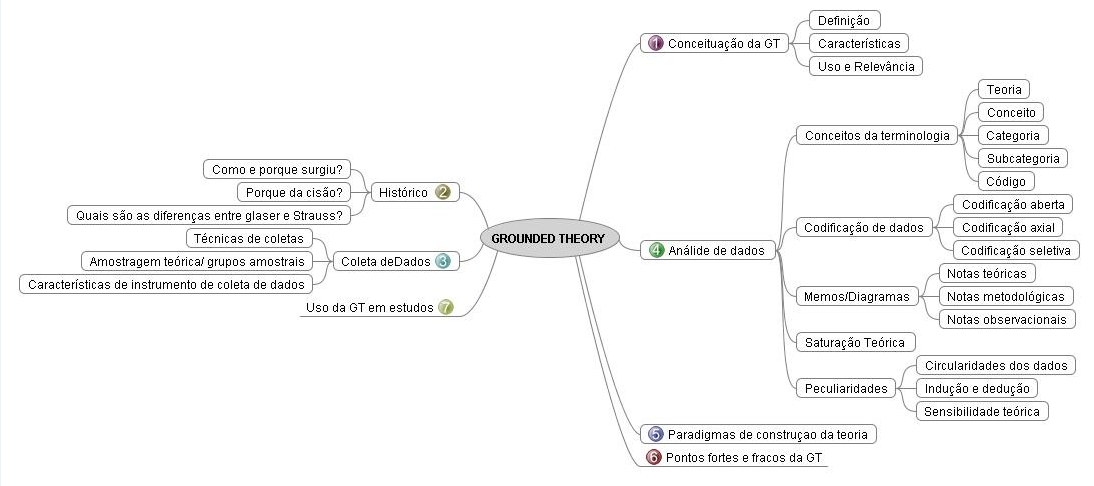 GROUNDED THEORY
1 Conceituação da GT
Definição
Características
Uso e Relevância
2 Histórico
Como e porque surgiu?
Porque da cisão?
Quais são as diferenças entre glaser e Strauss?
3 Coleta deDados
Técnicas de coletas
Amostragem teórica/ grupos amostrais
Características de instrumento de coleta de dados
4 Análide de dados
Conceitos da terminologia
Teoria
Conceito
Categoria
Subcategoria
Código
Codificação de dados
Codificação aberta
Codificação axial
Codificação seletiva
Memos/Diagramas
Notas teóricas
Notas metodológicas
Notas observacionais
Saturação Teórica
Peculiaridades
Circularidades dos dados
Indução e dedução
Sensibilidade teórica
5 Paradigmas de construçao da teoria
6 Pontos fortes e fracos da GT
7 Uso da GT em estudos